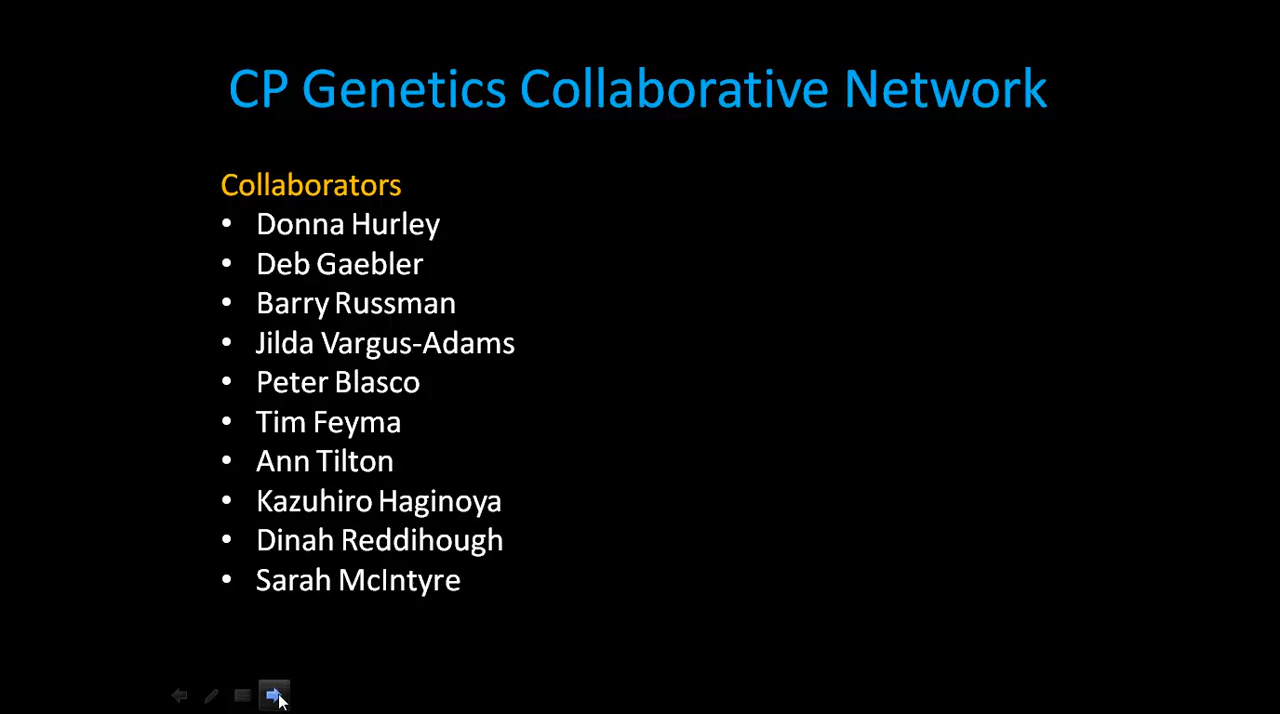 CP Genetics Collaborative Network
Collaborators
• Donna Hurley
• Deb Gaebler
• Barry Russman
• Jilda Vargus-Adams
• Peter Blasco
• Tim Feyma
• Ann Tilton
• Kazuhiro Haginoya
• Dinah Reddihough
• Sarah McIntyre